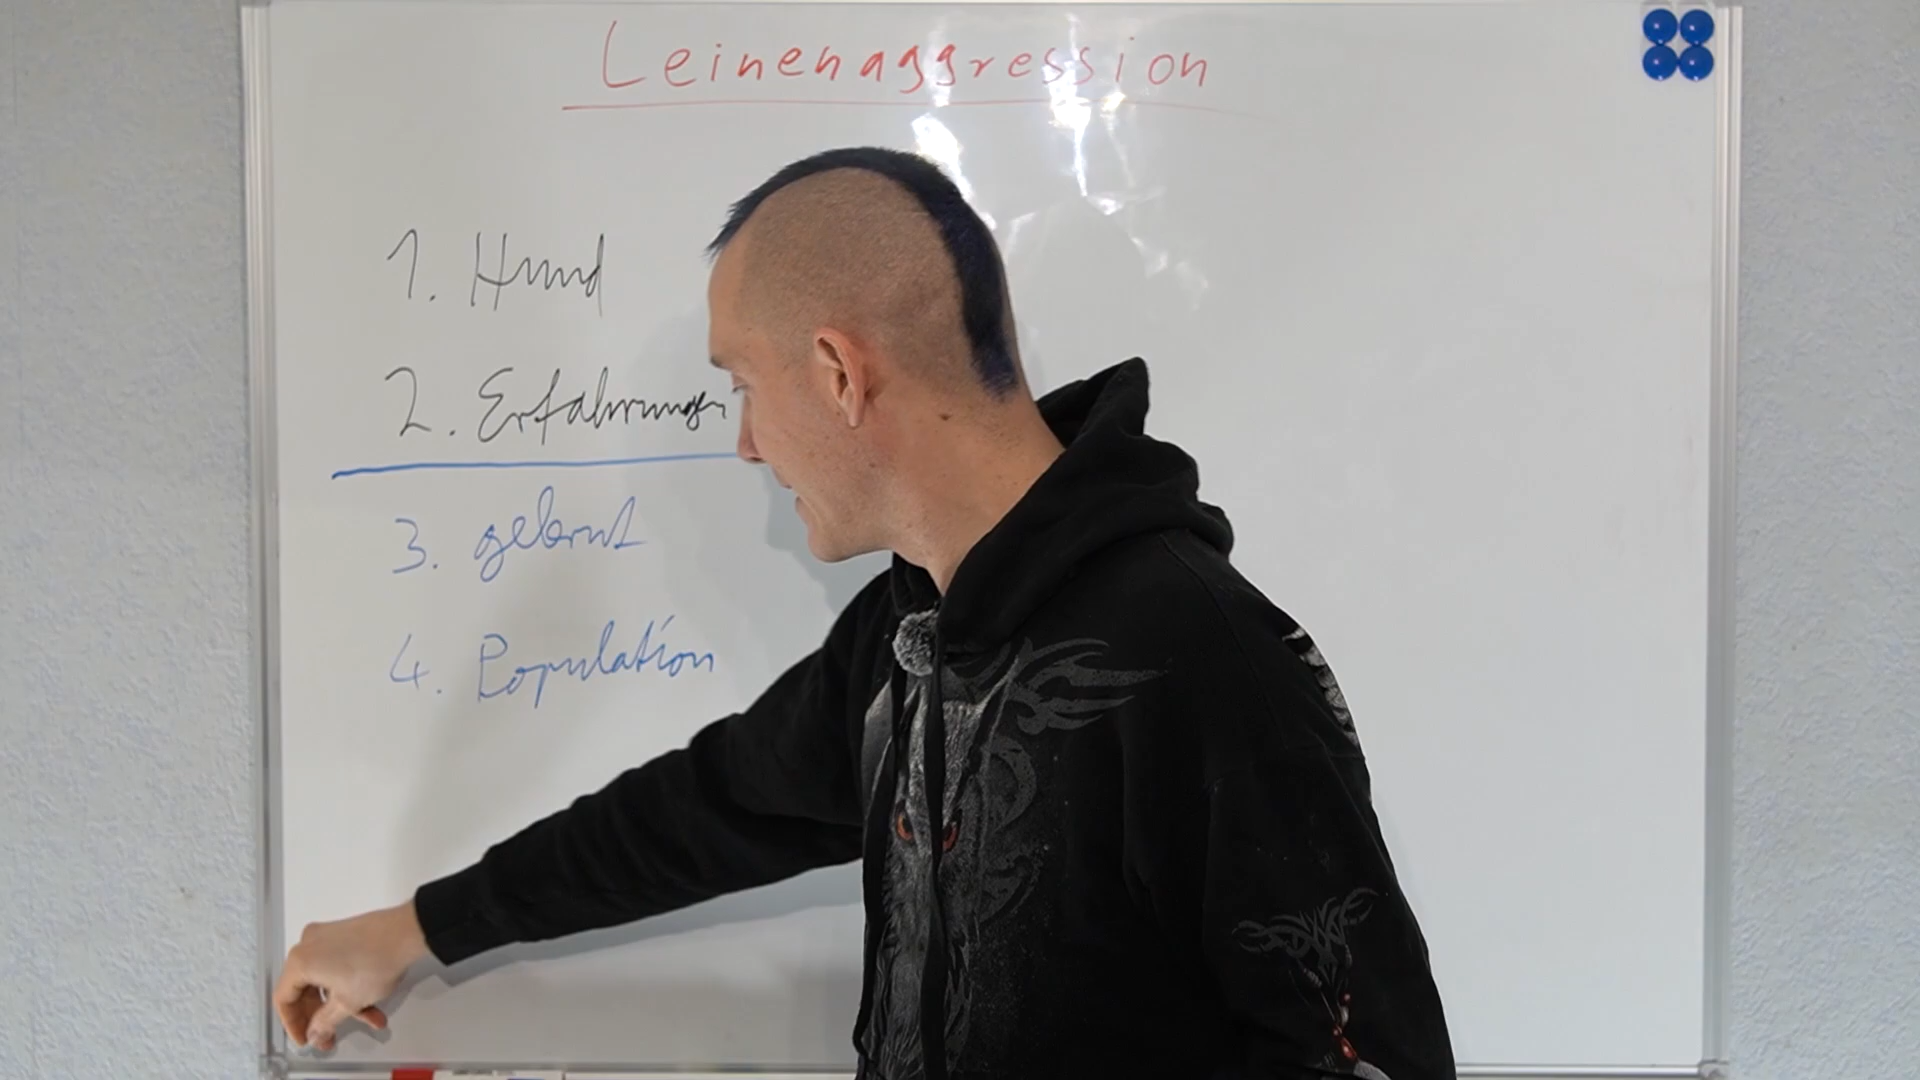 Leinenaggression
1. Hund
2. Erfahrungen
3. gelernt
4. Population